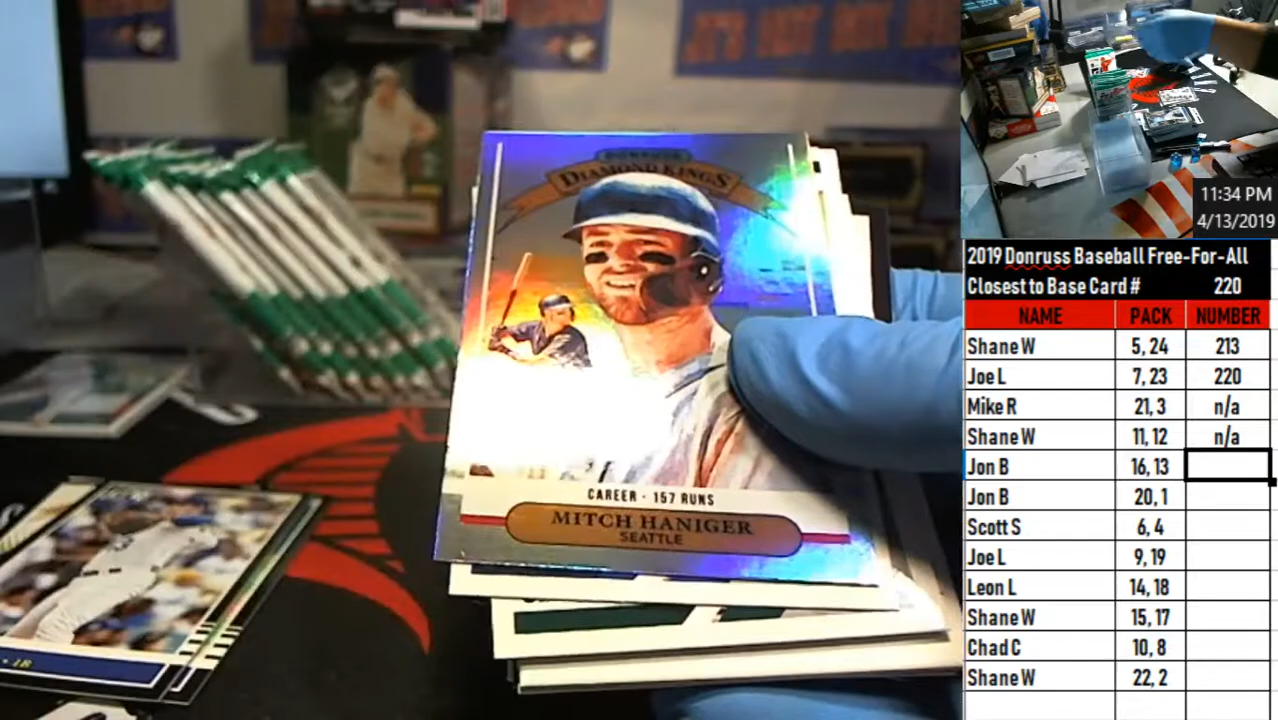 DONRUSS
DIAMOND KINGS
CAREER · 157 RUNS
MITCH HANIGER
SEATTLE
11:34 PM
4/13/2019
2019 Donruss Baseball Free-For-All
Closest to Base Card # 220
NAME PACK NUMBER
Shane W 5, 24 213
Joe L 7, 23 220
Mike R 21, 3 n/a
Shane W 11, 12 n/a
Jon B 16, 13
Jon B 20, 1
Scott S 6, 4
Joe L 9, 19
Leon L 14, 18
Shane W 15, 17
Chad C 10, 8
Shane W 22, 2